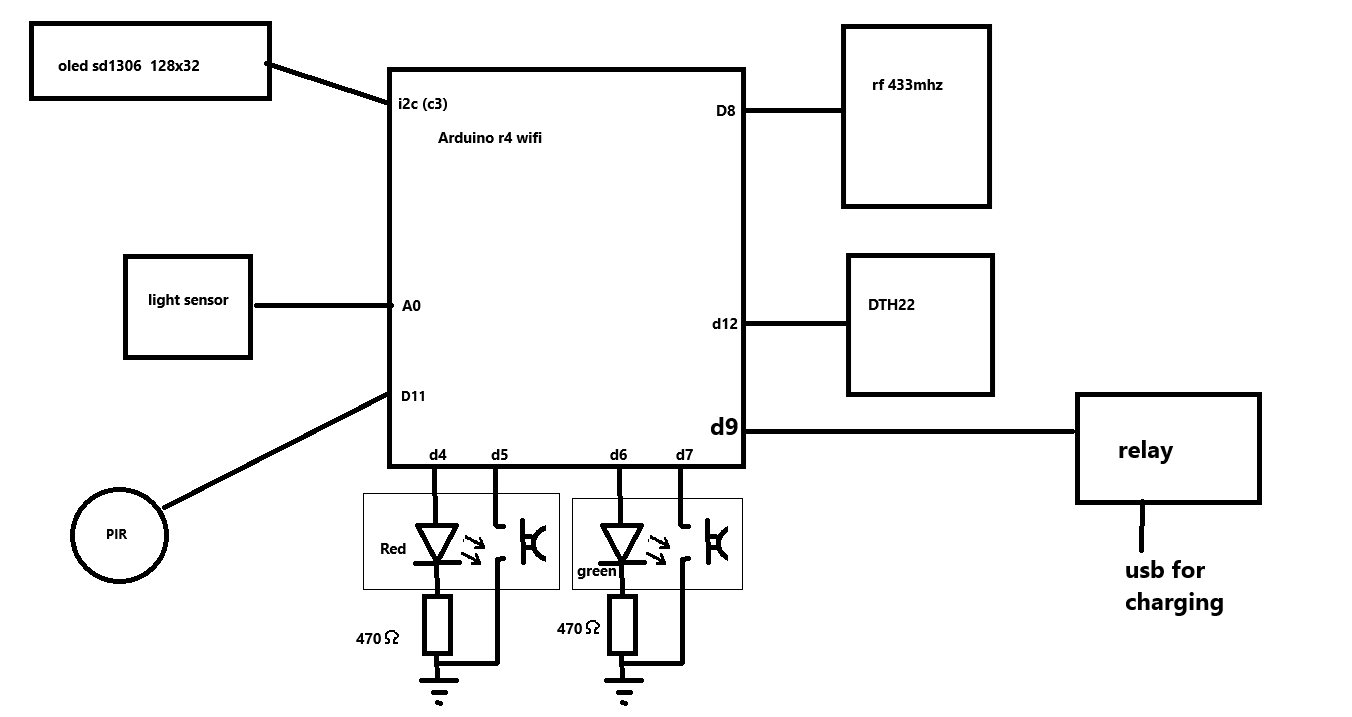 oled sd1306 128x32
i2c (c3)
Arduino r4 wifi
D8
rf 433mhz
light sensor
A0
d12
DTH22
D11
d9
relay
PIR
d4
d5
d6
d7
Red
green
470 Ω
470 Ω
usb for
charging